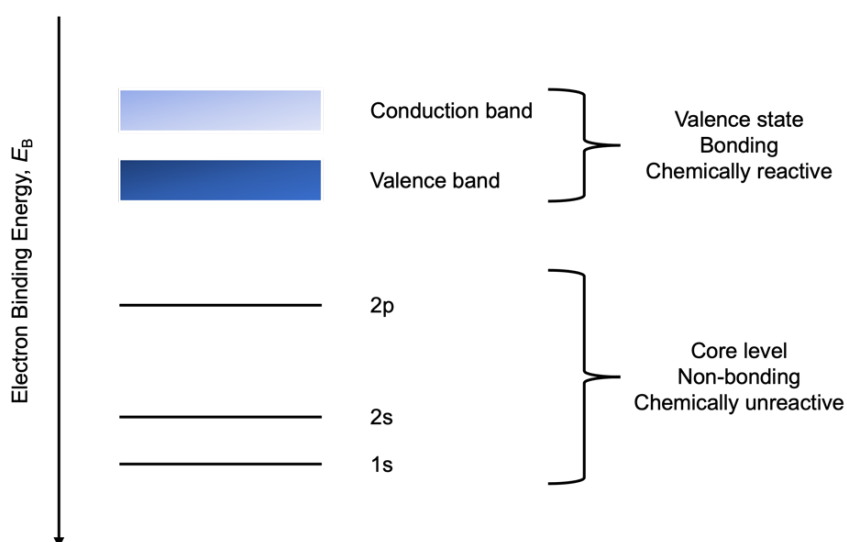 Electron Binding Energy, E_B
Conduction band
Valence band
Valence state
Bonding
Chemically reactive
2p
2s
1s
Core level
Non-bonding
Chemically unreactive